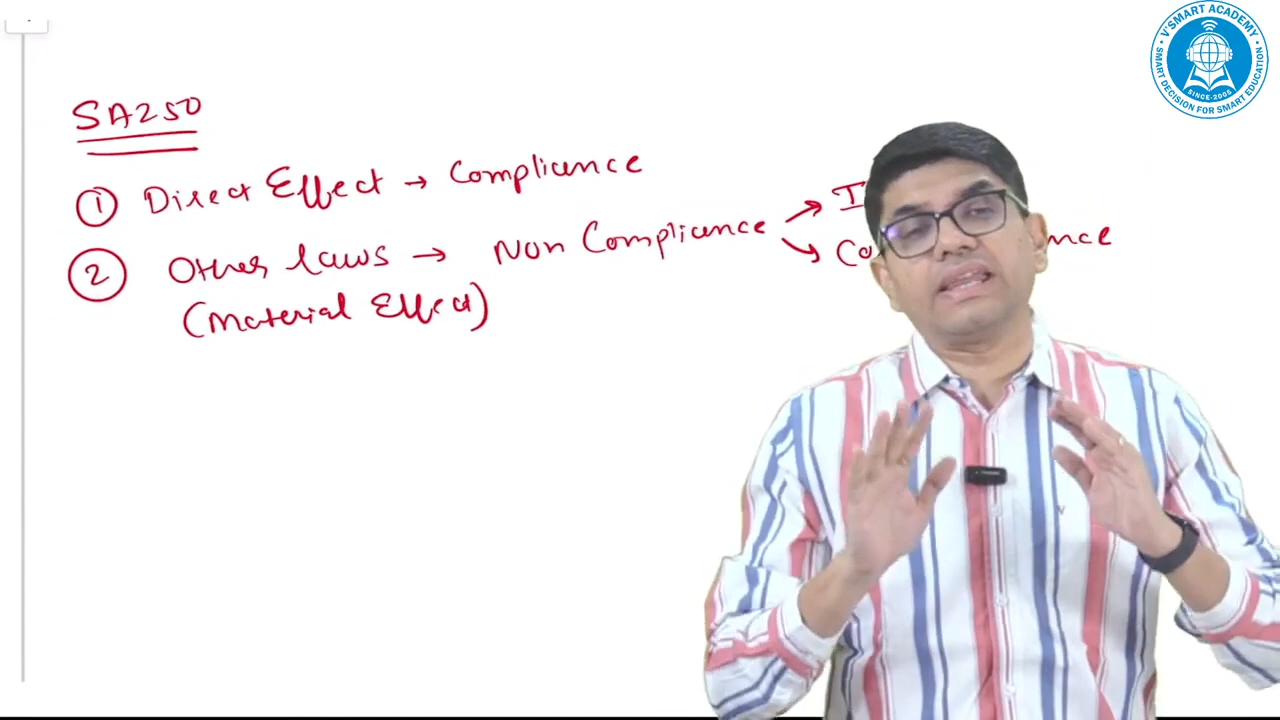 SA250
① Direct Effect → Compliance
② Other laws → Non Compliance
(Material Effect)
V'SMART ACADEMY
SMART DECISION FOR SMART EDUCATION
SINCE-2005